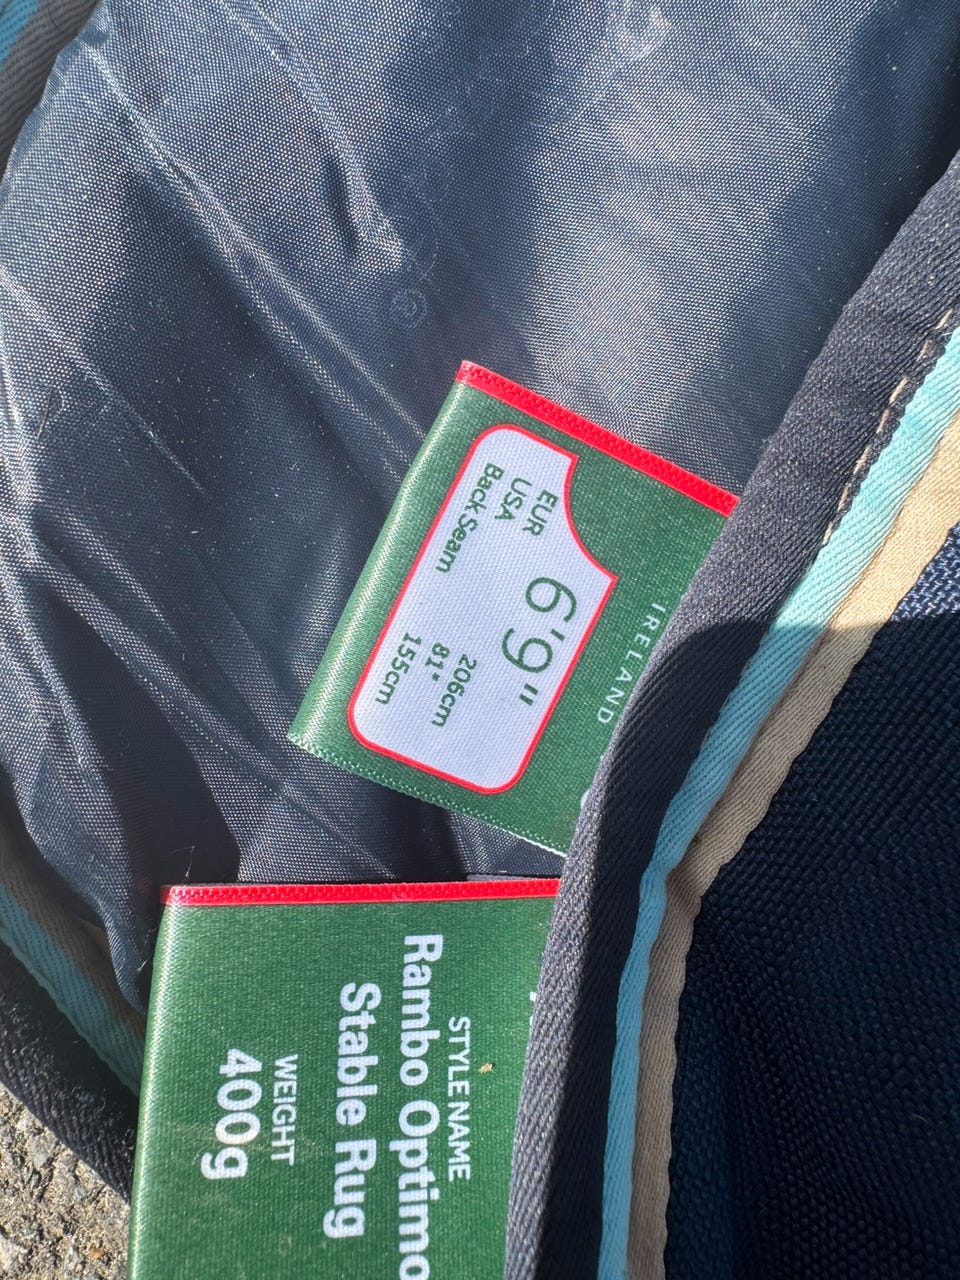 IRELAND
6'9"
EUR 206cm
USA 81"
Back Seam 155cm
STYLE NAME
Rambo Optimo
Stable Rug
WEIGHT
400g